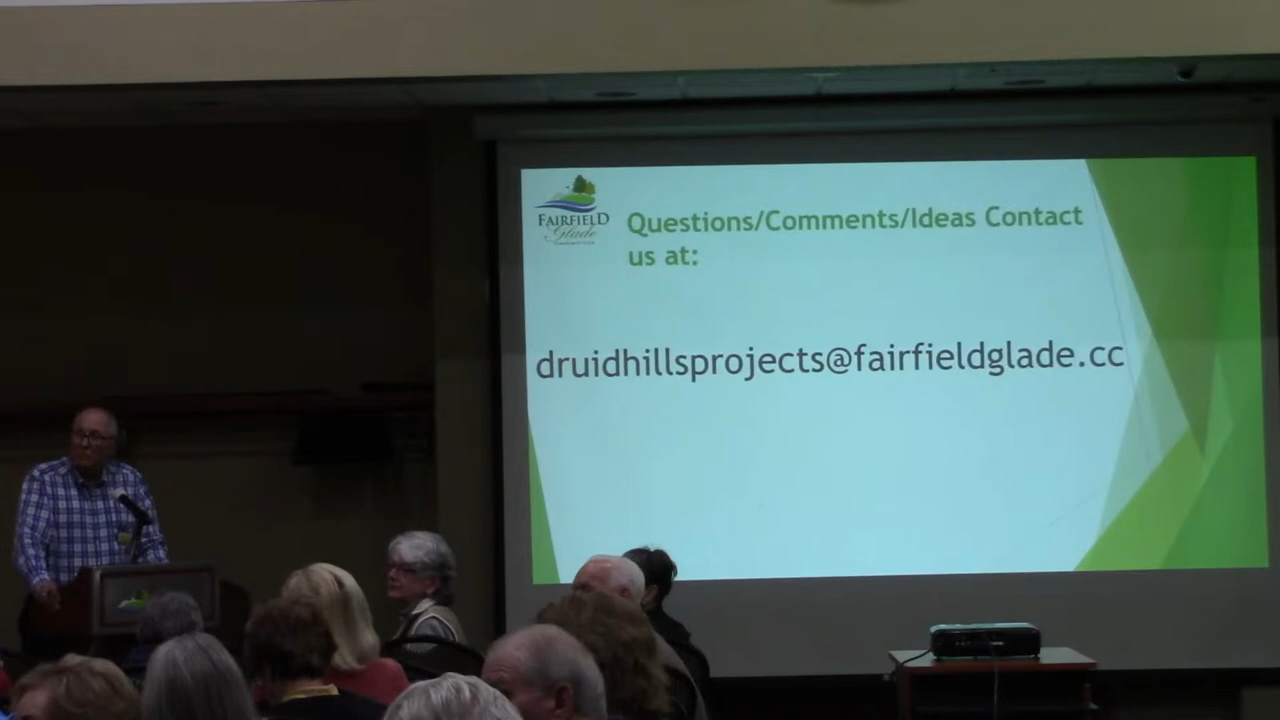 FAIRFIELD
Glade
Questions/Comments/Ideas Contact
us at:
druidhillsprojects@fairfieldglade.cc